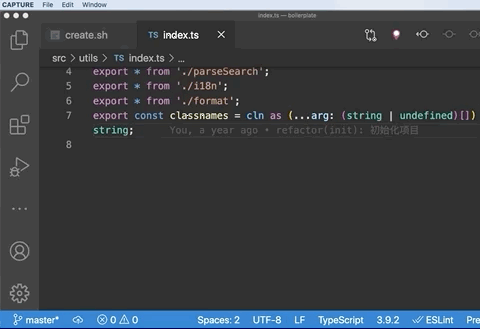 CAPTURE File Edit Window
index.ts — boilerplate
create.sh TS index.ts
src > utils > TS index.ts > ...
4 export * from './parseSearch';
5 export * from './i18n';
6 export * from './format';
7 export const classnames = cln as (...arg: (string | undefined)[])
string; You, a year ago • refactor(init): 初始化项目
8
master* 0 0 Spaces: 2 UTF-8 LF TypeScript 3.9.2 ESLint Pre